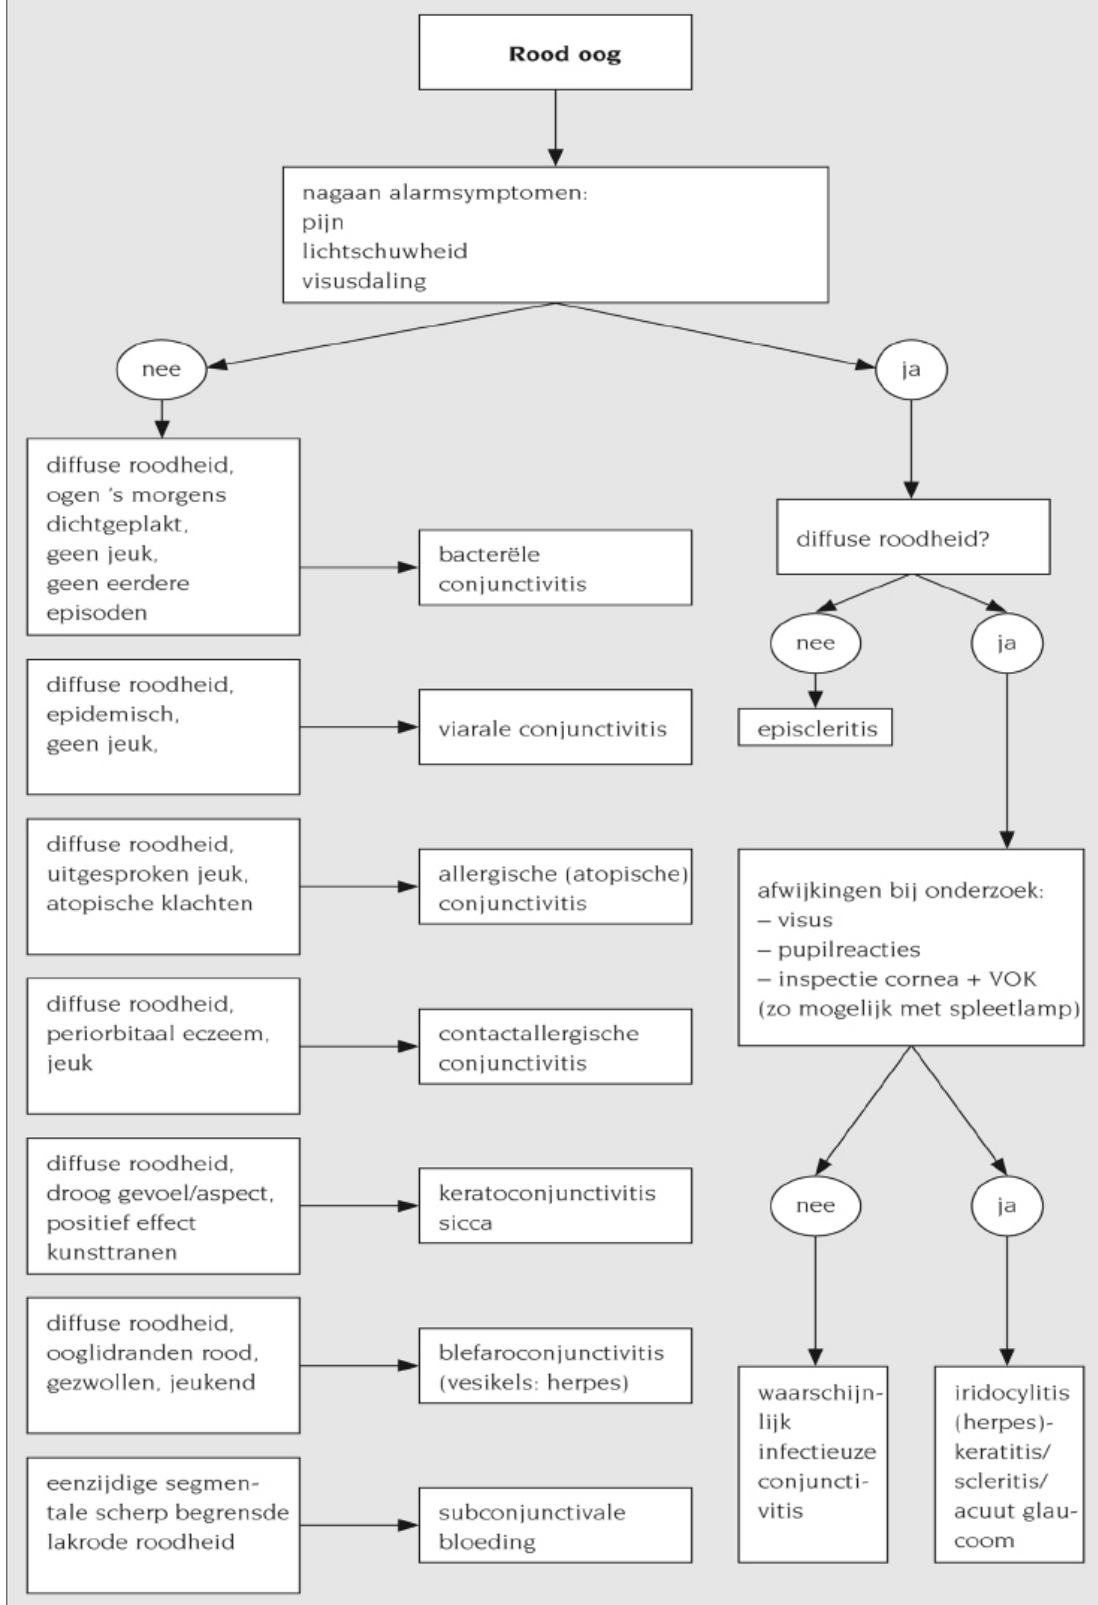 Rood oog
nagaan alarmsymptomen:
pijn
lichtschuwheid
visusdaling
nee
ja
diffuse roodheid,
ogen 's morgens
dichtgeplakt,
geen jeuk,
geen eerdere
episoden
bacterële
conjunctivitis
diffuse roodheid,
epidemisch,
geen jeuk,
viarale conjunctivitis
diffuse roodheid,
uitgesproken jeuk,
atopische klachten
allergische (atopische)
conjunctivitis
diffuse roodheid,
periorbitaal eczeem,
jeuk
contactallergische
conjunctivitis
diffuse roodheid,
droog gevoel/aspect,
positief effect
kunsttranen
keratoconjunctivitis
sicca
diffuse roodheid,
ooglidranden rood,
gezwollen, jeukend
blefaroconjunctivitis
(vesikels: herpes)
eenzijdige segmen-
tale scherp begrensde
lakrode roodheid
subconjunctivale
bloeding
diffuse roodheid?
nee
ja
episcleritis
afwijkingen bij onderzoek:
– visus
– pupilreacties
– inspectie cornea + VOK
(zo mogelijk met spleetlamp)
nee
ja
waarschijn-
lijk
infectieuze
conjuncti-
vitis
iridocylitis
(herpes)-
keratitis/
scleritis/
acuut glau-
coom